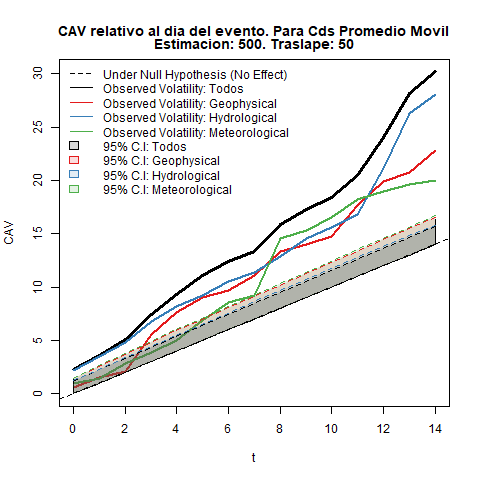 CAV relativo al dia del evento. Para Cds Promedio Movil
Estimacion: 500. Traslape: 50
Under Null Hypothesis (No Effect)
Observed Volatility: Todos
Observed Volatility: Geophysical
Observed Volatility: Hydrological
Observed Volatility: Meteorological
95% C.I: Todos
95% C.I: Geophysical
95% C.I: Hydrological
95% C.I: Meteorological
CAV
30
25
20
15
10
5
0
0 2 4 6 8 10 12 14
t